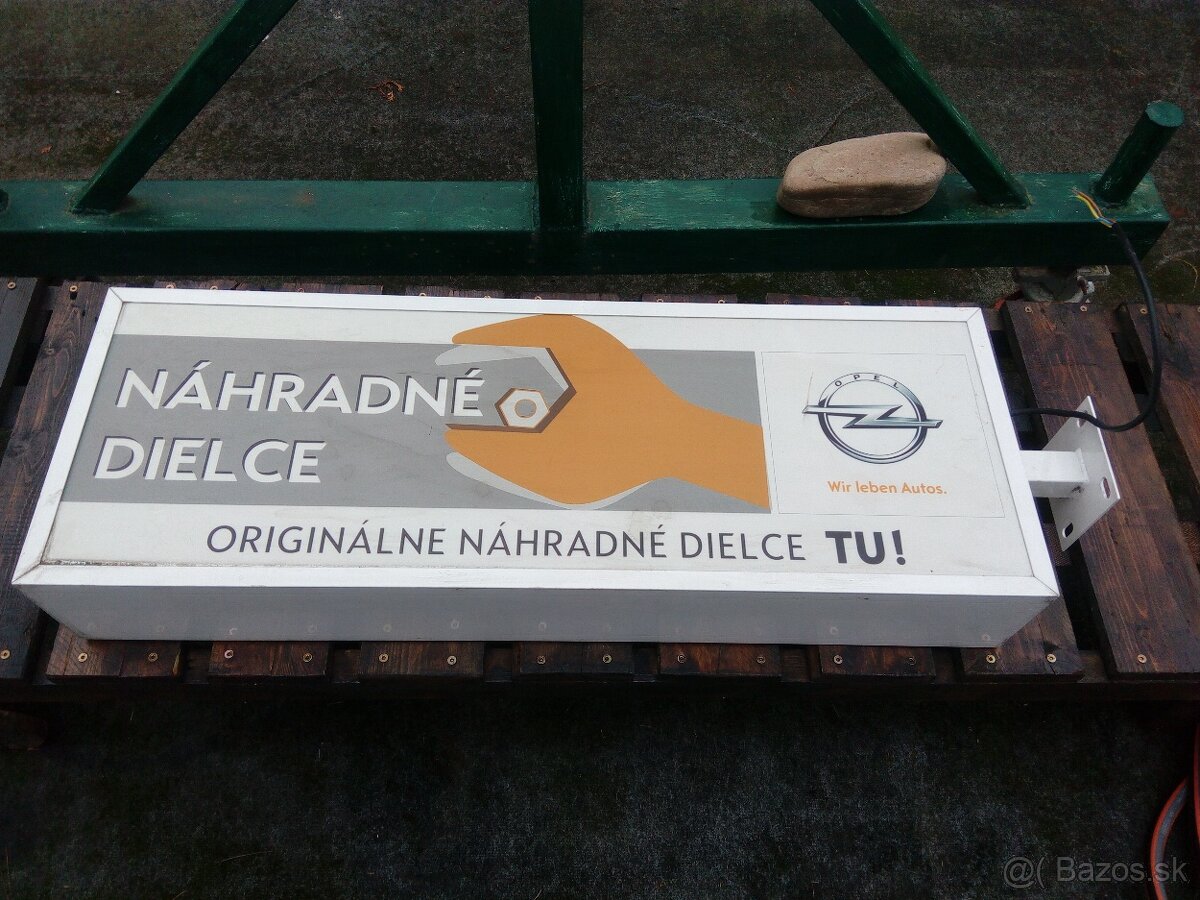 NÁHRADNÉ
DIELCE
OPEL
Wir leben Autos.
ORIGINÁLNE NÁHRADNÉ DIELCE TU!
@( Bazos.sk